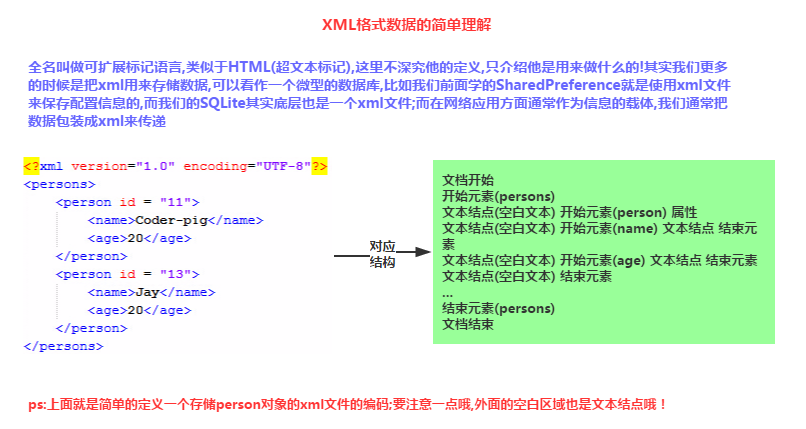 XML格式数据的简单理解
全名叫做可扩展标记语言,类似于HTML(超文本标记),这里不深究他的定义,只介绍他是用来做什么的!其实我们更多
的时候是把xml用来存储数据,可以看作一个微型的数据库,比如我们前面学的SharedPreference就是使用xml文件
来保存配置信息的,而我们的SQLite其实底层也是一个xml文件;而在网络应用方面通常作为信息的载体,我们通常把
数据包装成xml来传递
<?xml version="1.0" encoding="UTF-8"?>
<persons>
<person id = "11">
<name>Coder-pig</name>
<age>20</age>
</person>
<person id = "13">
<name>Jay</name>
<age>20</age>
</person>
</persons>
对应
结构
文档开始
开始元素(persons)
文本结点(空白文本) 开始元素(person) 属性
文本结点(空白文本) 开始元素(name) 文本结点 结束元
素
文本结点(空白文本) 开始元素(age) 文本结点 结束元素
文本结点(空白文本) 结束元素
...
结束元素(persons)
文档结束
ps:上面就是简单的定义一个存储person对象的xml文件的编码;要注意一点哦,外面的空白区域也是文本结点哦！